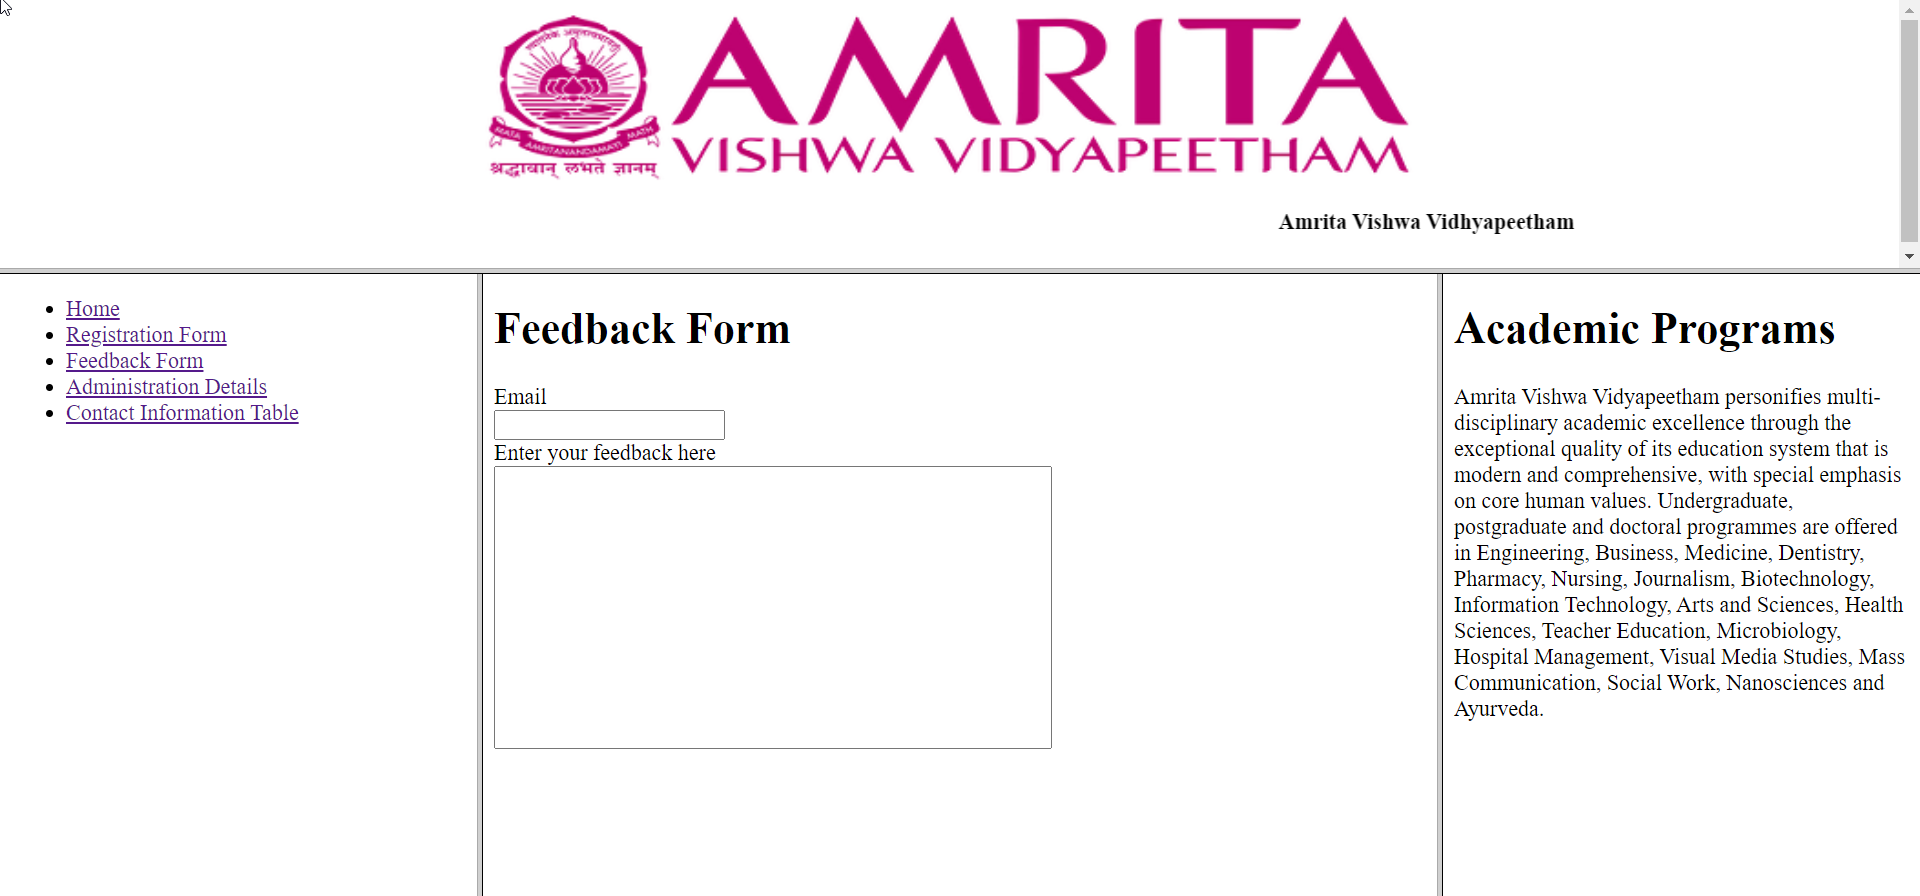 AMRITA
VISHWA VIDYAPEETHAM
MATA AMRITANANDAMAYI MATH
श्रद्धावान् लभते ज्ञानम्
Amrita Vishwa Vidhyapeetham
Home
Registration Form
Feedback Form
Administration Details
Contact Information Table
Feedback Form
Email
Enter your feedback here
Academic Programs
Amrita Vishwa Vidyapeetham personifies multi-
disciplinary academic excellence through the
exceptional quality of its education system that is
modern and comprehensive, with special emphasis
on core human values. Undergraduate,
postgraduate and doctoral programmes are offered
in Engineering, Business, Medicine, Dentistry,
Pharmacy, Nursing, Journalism, Biotechnology,
Information Technology, Arts and Sciences, Health
Sciences, Teacher Education, Microbiology,
Hospital Management, Visual Media Studies, Mass
Communication, Social Work, Nanosciences and
Ayurveda.